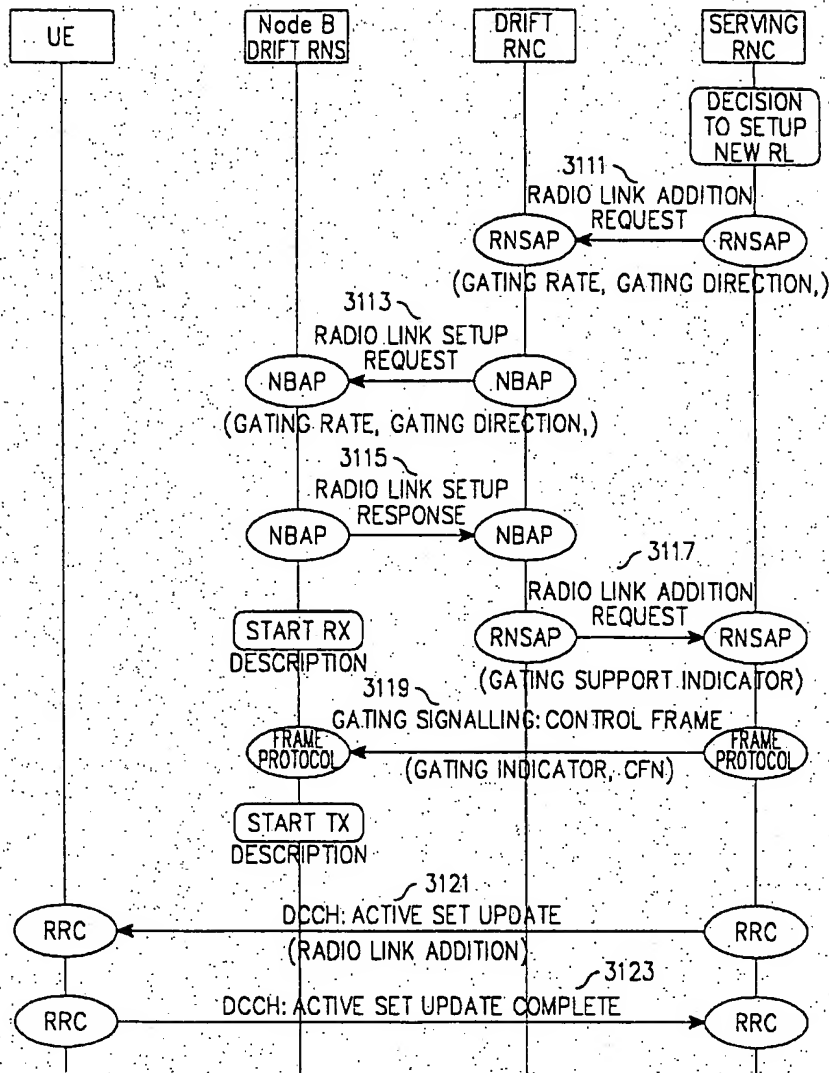 UE
Node B
DRIFT RNS
DRIFT
RNC
SERVING
RNC
DECISION
TO SETUP
NEW RL
3111
RADIO LINK ADDITION
REQUEST
RNSAP
RNSAP
(GATING RATE, GATING DIRECTION,)
3113
RADIO LINK SETUP
REQUEST
NBAP
NBAP
(GATING RATE, GATING DIRECTION,)
3115
RADIO LINK SETUP
RESPONSE
NBAP
NBAP
3117
RADIO LINK ADDITION
REQUEST
START RX
DESCRIPTION
RNSAP
RNSAP
(GATING SUPPORT INDICATOR)
3119
GATING SIGNALLING: CONTROL FRAME
FRAME
PROTOCOL
FRAME
PROTOCOL
(GATING INDICATOR, CFN)
START TX
DESCRIPTION
3121
DCCH: ACTIVE SET UPDATE
RRC
RRC
(RADIO LINK ADDITION)
3123
DCCH: ACTIVE SET UPDATE COMPLETE
RRC
RRC